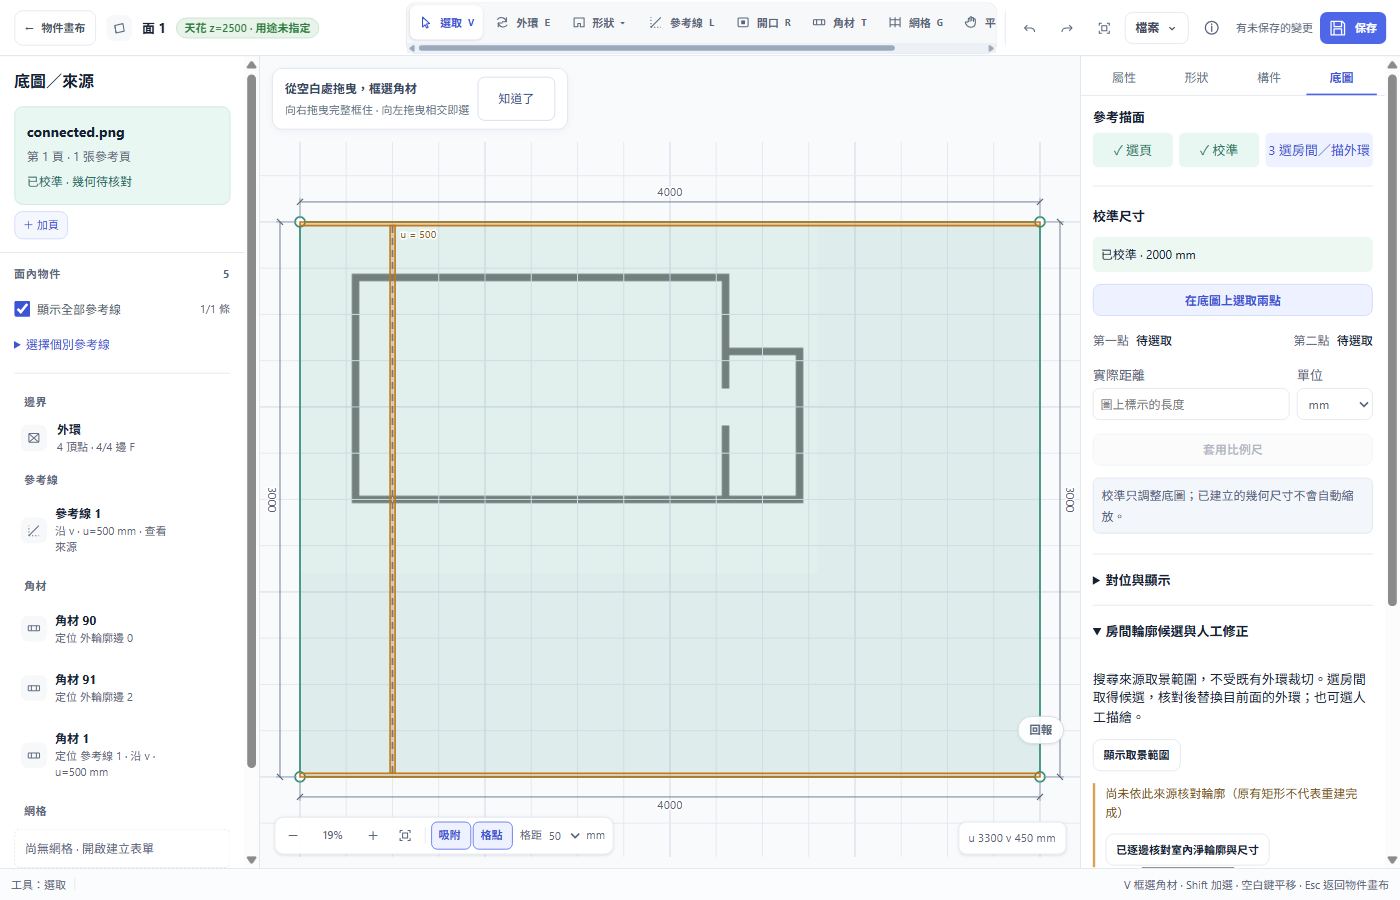 ← 物件畫布
面 1
天花 z=2500 · 用途未指定
選取 V
外環 E
形狀
參考線 L
開口 R
角材 T
網格 G
平
檔案
有未保存的變更
保存
底圖／來源
connected.png
第 1 頁 · 1 張參考頁
已校準 · 幾何待核對
＋ 加頁
面內物件 5
顯示全部參考線 1/1 條
選擇個別參考線
邊界
外環
4 頂點 · 4/4 邊 F
參考線
參考線 1
沿 v · u=500 mm · 查看
來源
角材
角材 90
定位 外輪廓邊 0
角材 91
定位 外輪廓邊 2
角材 1
定位 參考線 1 · 沿 v ·
u=500 mm
網格
尚無網格 · 開啟建立表單
從空白處拖曳，框選角材
向右拖曳完整框住 · 向左拖曳相交即選
知道了
4000
u = 500
3000
3000
4000
回報
− 19% +
吸附
格點
格距 50 mm
u 3300 v 450 mm
屬性
形狀
構件
底圖
參考描面
✓ 選頁
✓ 校準
3 選房間／描外環
校準尺寸
已校準 · 2000 mm
在底圖上選取兩點
第一點 待選取
第二點 待選取
實際距離
單位
圖上標示的長度
mm
套用比例尺
校準只調整底圖；已建立的幾何尺寸不會自動縮
放。
對位與顯示
房間輪廓候選與人工修正
搜尋來源取景範圍，不受既有外環裁切。選房間
取得候選，核對後替換目前面的外環；也可選人
工描繪。
顯示取景範圍
尚未依此來源核對輪廓（原有矩形不代表重建完
成）
已逐邊核對室內淨輪廓與尺寸
工具：選取
V 框選角材 · Shift 加選 · 空白鍵平移 · Esc 返回物件畫布